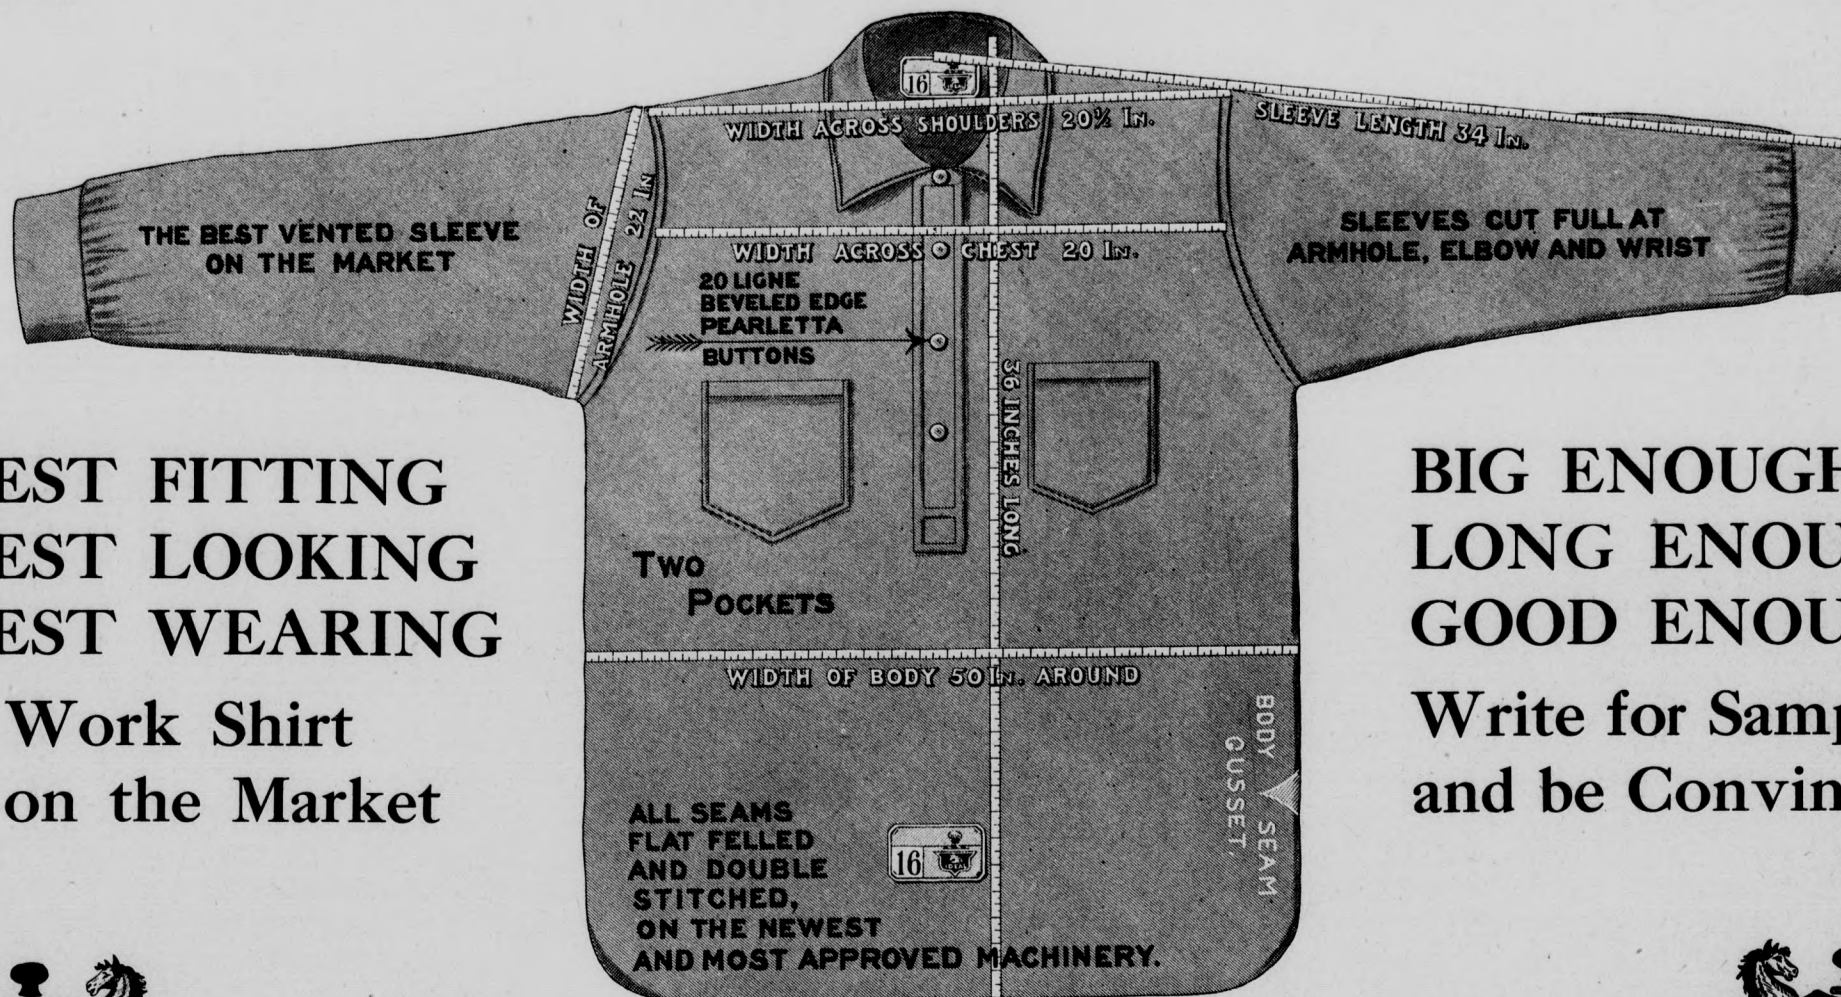 16
WIDTH ACROSS SHOULDERS 20½ IN.
SLEEVE LENGTH 34 IN.
THE BEST VENTED SLEEVE
ON THE MARKET
WIDTH OF
ARMHOLE 22 IN
WIDTH ACROSS CHEST 20 IN.
SLEEVES CUT FULL AT
ARMHOLE, ELBOW AND WRIST
20 LIGNE
BEVELED EDGE
PEARLETTA
BUTTONS
36 INCHES LONG
TWO
POCKETS
EST FITTING
EST LOOKING
EST WEARING
Work Shirt
on the Market
BIG ENOUGH
LONG ENOU
GOOD ENOU
Write for Samp
and be Convin
WIDTH OF BODY 50 IN. AROUND
BODY SEAM
GUSSET,
ALL SEAMS
FLAT FELLED
AND DOUBLE
STITCHED,
ON THE NEWEST
AND MOST APPROVED MACHINERY.
16 IDEAL